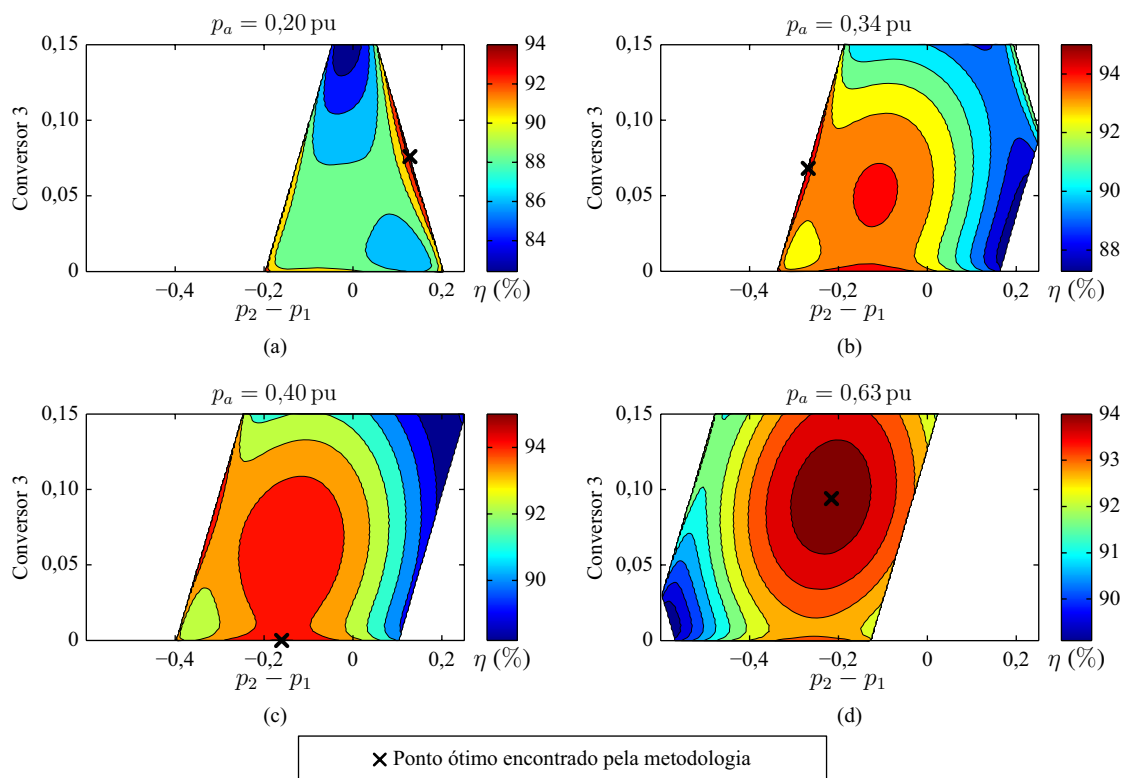 p_a = 0,20 pu
0,15
0,10
0,05
0
Conversor 3
−0,4
−0,2
0
0,2
p_2 − p_1
94
92
90
88
86
84
η (%)
(a)
p_a = 0,34 pu
0,15
0,10
0,05
0
Conversor 3
−0,4
−0,2
0
0,2
p_2 − p_1
94
92
90
88
η (%)
(b)
p_a = 0,40 pu
0,15
0,10
0,05
0
Conversor 3
−0,4
−0,2
0
0,2
p_2 − p_1
94
92
90
η (%)
(c)
p_a = 0,63 pu
0,15
0,10
0,05
0
Conversor 3
−0,4
−0,2
0
0,2
p_2 − p_1
94
93
92
91
90
η (%)
(d)
× Ponto ótimo encontrado pela metodologia